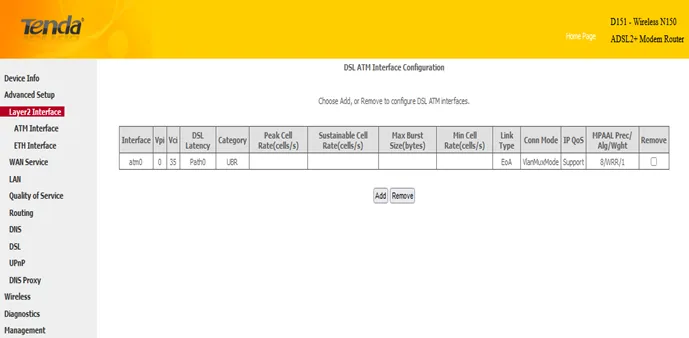 Tenda
D151 - Wireless N150
Home Page
ADSL2+ Modem Router
Device Info
Advanced Setup
Layer2 Interface
ATM Interface
ETH Interface
WAN Service
LAN
Quality of Service
Routing
DNS
DSL
UPnP
DNS Proxy
Wireless
Diagnostics
Management
DSL ATM Interface Configuration
Choose Add, or Remove to configure DSL ATM interfaces.
Interface Vpi Vci DSL Latency Category Peak Cell Rate(cells/s) Sustainable Cell Rate(cells/s) Max Burst Size(bytes) Min Cell Rate(cells/s) Link Type Conn Mode IP QoS MPAAL Prec/Alg/Wght Remove
atm0 0 35 Path0 UBR EoA VlanMuxMode Support 8/WRR/1
Add Remove